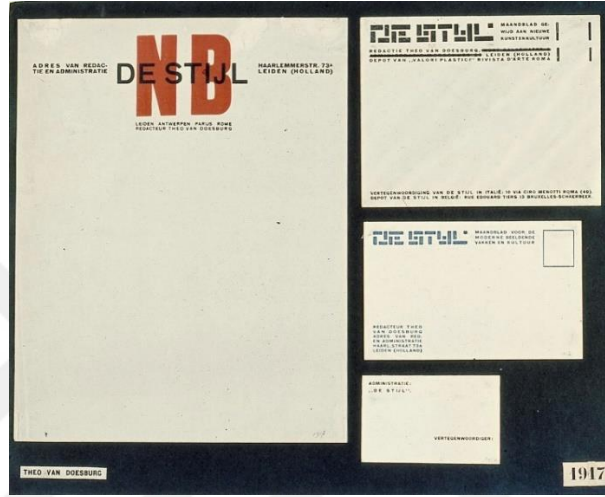 ADRES VAN REDAC-
TIE EN ADMINISTRATIE
NB
DE STIJL
HAARLEMMERSTR. 73A
LEIDEN (HOLLAND)
LEIDEN ANTWERPEN PARIJS ROME
REDACTEUR THEO VAN DOESBURG
DE STIJL
MAANDBLAD GE-
WIJD AAN NIEUWE
KUNSTENKULTUUR
REDACTIE THEO VAN DOESBURG
LEIDEN (HOLLAND)
DEPOT VAN „VALORI PLASTICI" RIVISTA D'ARTE ROMA
VERTEGENWOORDIGING VAN DE STIJL IN ITALIË: 18 VIA CIRO MENOTTI ROMA (49).
DEPOT VAN DE STIJL IN BELGIË: RUE EDOUARD TIERS 13 BRUXELLES-SCHAERBEEK.
DE STIJL
MAANDBLAD VOOR DE
MODERNE BEELDENDE
VAKKEN EN KULTUUR
REDACTEUR THEO
VAN DOESBURG
ADRES VAN RED.
EN ADMINISTRATIE
HAARL. STRAAT 73A
LEIDEN (HOLLAND)
ADMINISTRATIE:
„DE STIJL".
VERTEGENWOORDIGER:
THEO VAN DOESBURG
1917